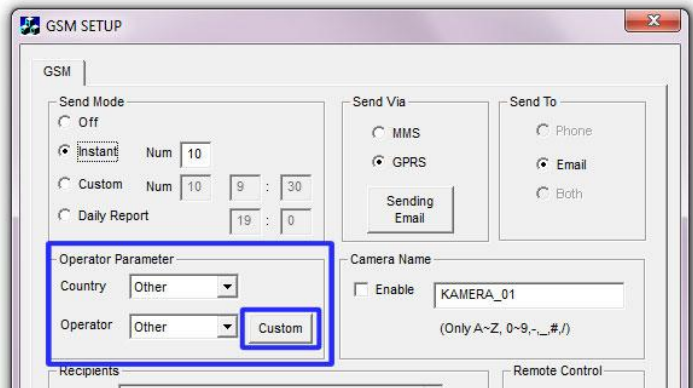 GSM SETUP
GSM
Send Mode
Off
Instant Num 10
Custom Num 10 9 : 30
Daily Report 19 : 0
Send Via
MMS
GPRS
Sending
Email
Send To
Phone
Email
Both
Operator Parameter
Country Other
Operator Other Custom
Camera Name
Enable KAMERA_01
(Only A~Z, 0~9,-,_,#,/)
Recipients
Remote Control